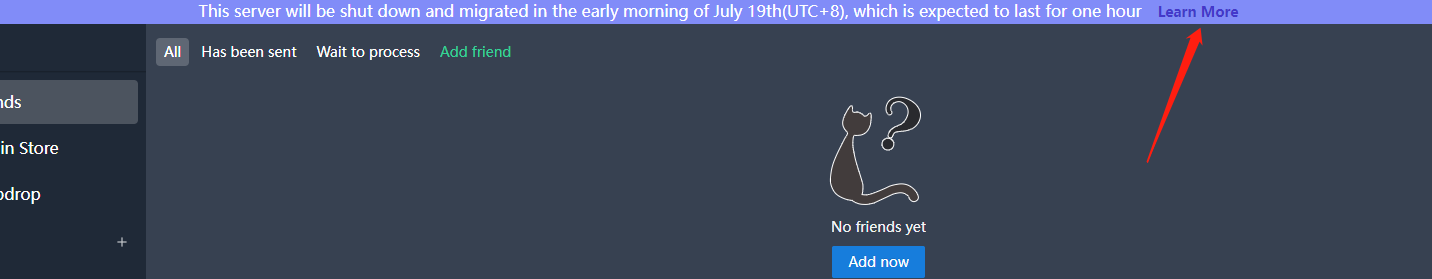 This server will be shut down and migrated in the early morning of July 19th(UTC+8), which is expected to last for one hour Learn More
All Has been sent Wait to process Add friend
nds
in Store
odrop
+
?
No friends yet
Add now